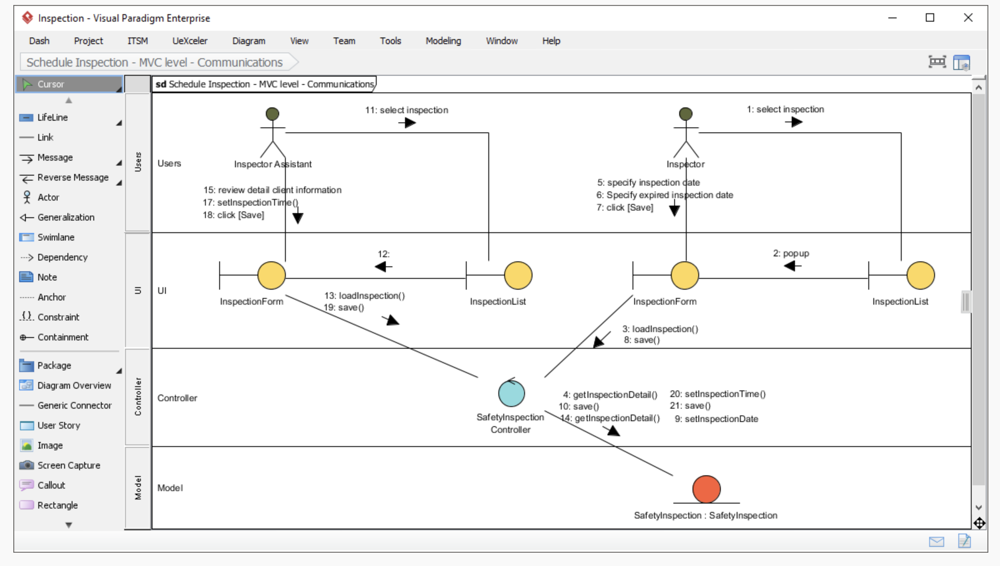 Inspection - Visual Paradigm Enterprise
Dash Project ITSM UeXceler Diagram View Team Tools Modeling Window Help
Schedule Inspection - MVC level - Communications
Cursor
LifeLine
Link
Message
Reverse Message
Actor
Generalization
Swimlane
Dependency
Note
Anchor
Constraint
Containment
Package
Diagram Overview
Generic Connector
User Story
Image
Screen Capture
Callout
Rectangle
sd Schedule Inspection - MVC level - Communications
Users
Users
11: select inspection
1: select inspection
Inspector Assistant
Inspector
15: review detail client information
17: setInspectionTime()
18: click [Save]
5: specify inspection date
6: Specify expired inspection date
7: click [Save]
UI
UI
12:
2: popup
InspectionForm
InspectionList
InspectionForm
InspectionList
13: loadInspection()
19: save()
3: loadInspection()
8: save()
Controller
Controller
SafetyInspection
Controller
4: getInspectionDetail()
10: save()
14: getInspectionDetail()
20: setInspectionTime()
21: save()
9: setInspectionDate
Model
Model
SafetyInspection : SafetyInspection